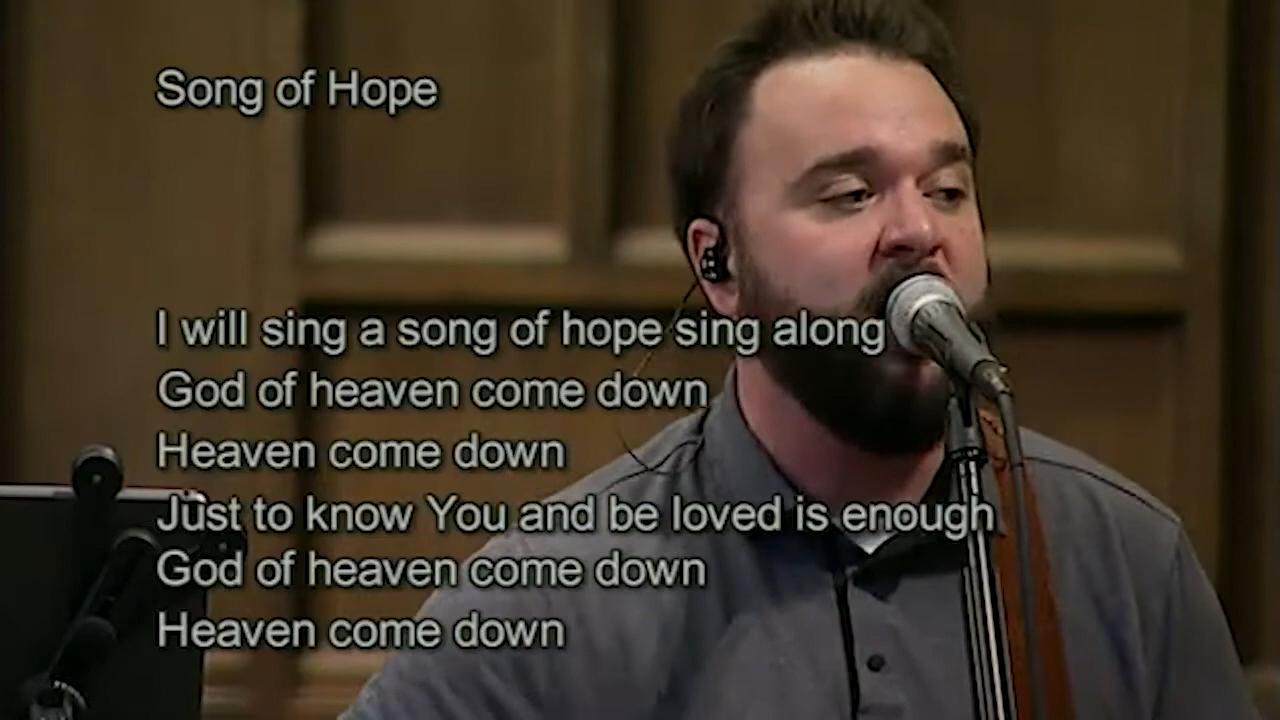 Song of Hope
I will sing a song of hope sing along
God of heaven come down
Heaven come down
Just to know You and be loved is enough
God of heaven come down
Heaven come down